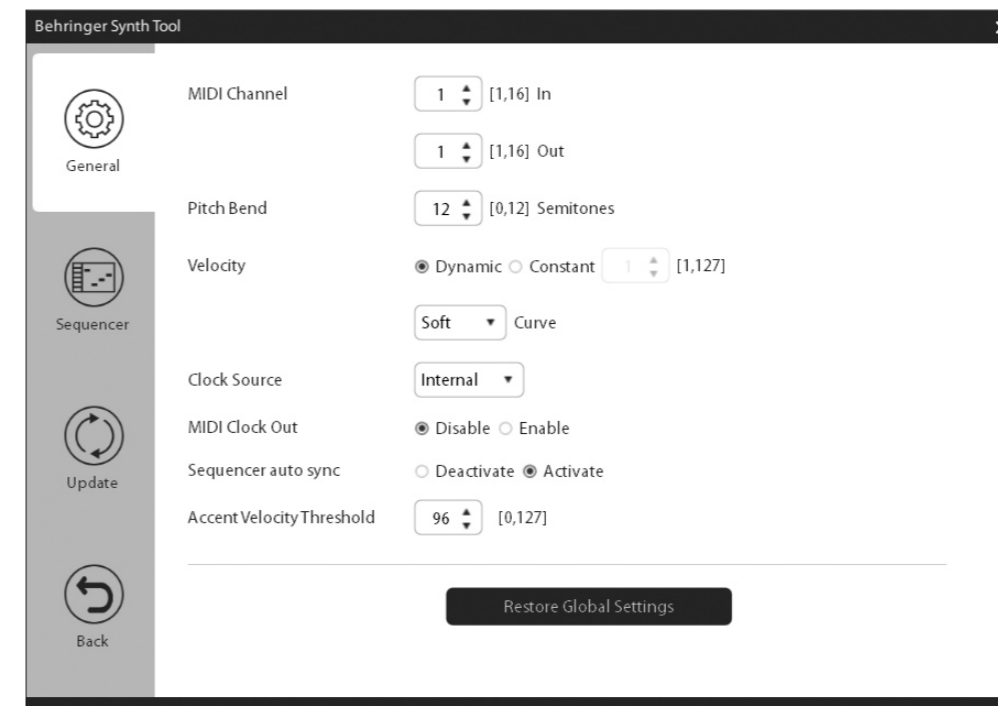 Behringer Synth Tool
General
Sequencer
Update
Back
MIDI Channel 1 [1,16] In
1 [1,16] Out
Pitch Bend 12 [0,12] Semitones
Velocity Dynamic Constant 1 [1,127]
Soft Curve
Clock Source Internal
MIDI Clock Out Disable Enable
Sequencer auto sync Deactivate Activate
Accent Velocity Threshold 96 [0,127]
Restore Global Settings